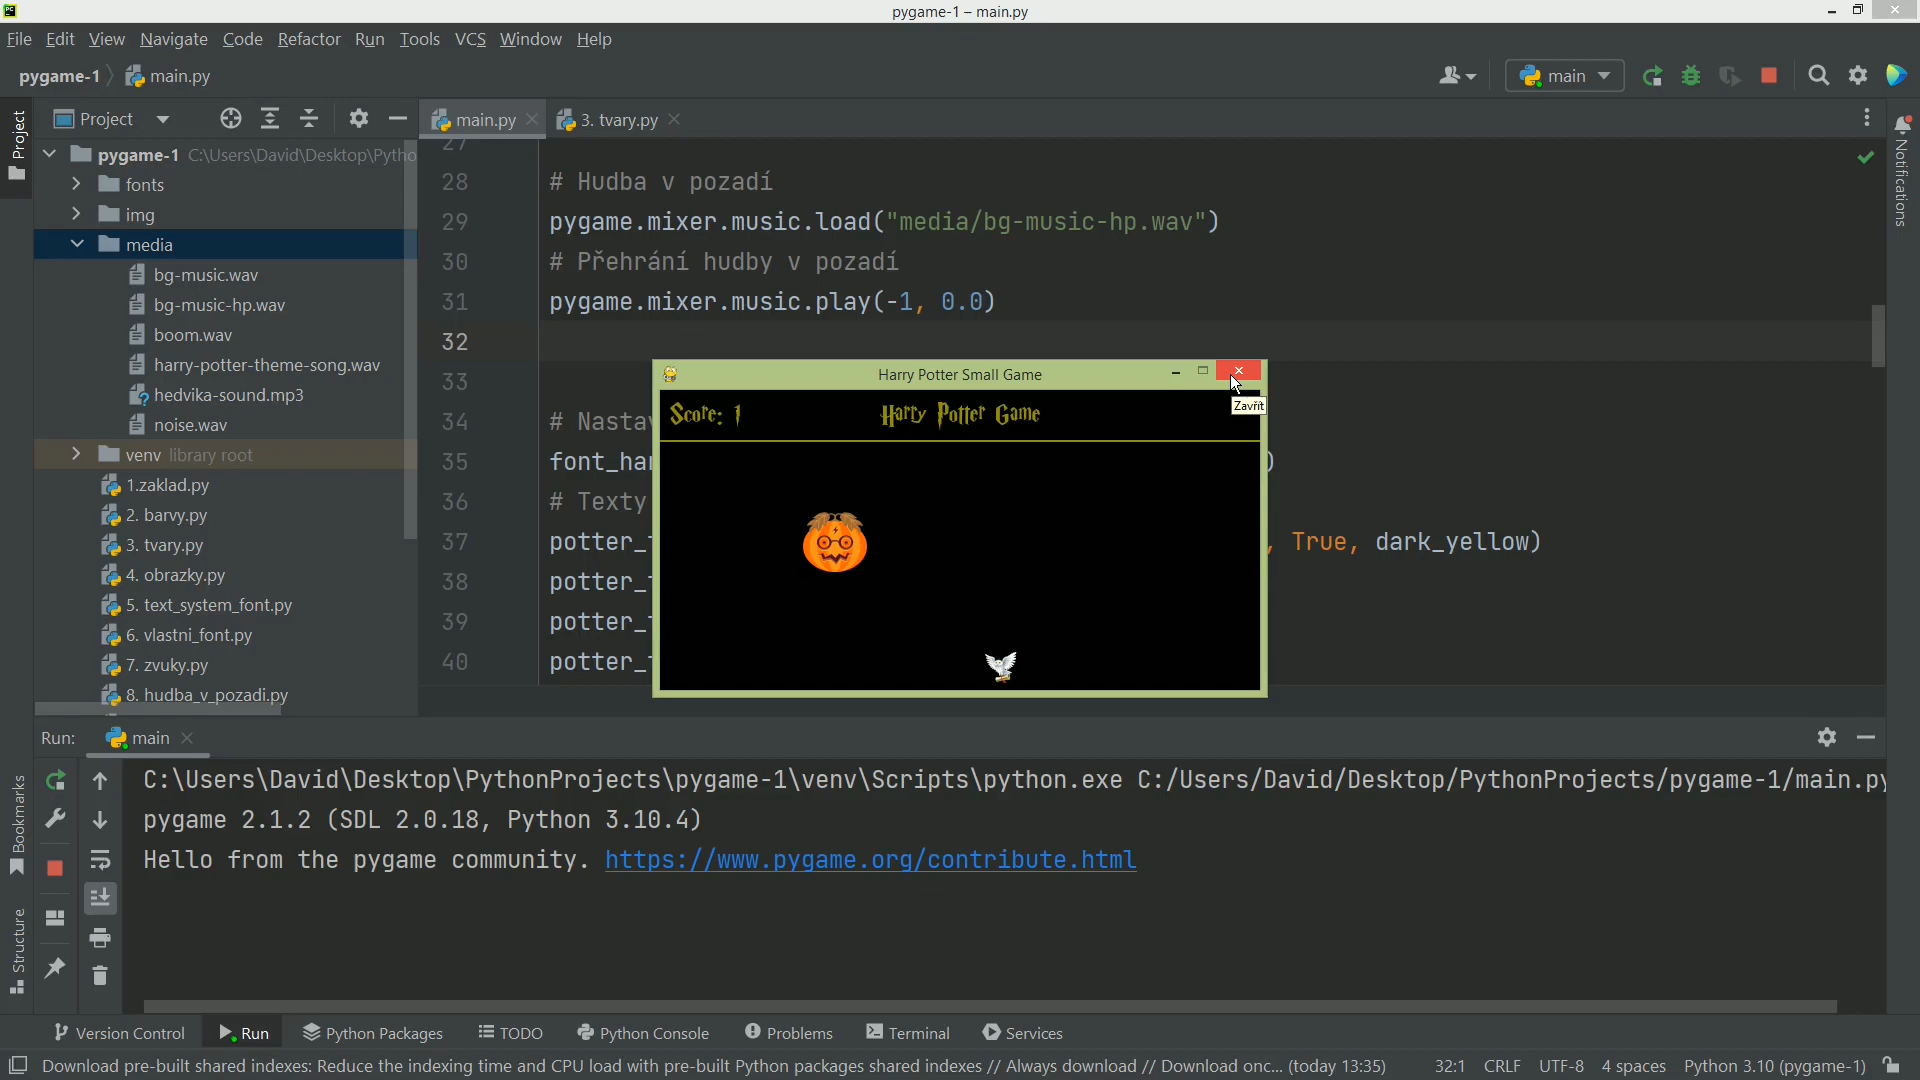 pygame-1 – main.py
File Edit View Navigate Code Refactor Run Tools VCS Window Help
pygame-1 main.py
main
Project
Project
main.py
3. tvary.py
Notifications
pygame-1 C:\Users\David\Desktop\Pytho
fonts
img
media
bg-music.wav
bg-music-hp.wav
boom.wav
harry-potter-theme-song.wav
hedvika-sound.mp3
noise.wav
venv library root
1.zaklad.py
2. barvy.py
3. tvary.py
4. obrazky.py
5. text_system_font.py
6. vlastni_font.py
7. zvuky.py
8. hudba_v_pozadi.py
27
28 # Hudba v pozadí
29 pygame.mixer.music.load("media/bg-music-hp.wav")
30 # Přehrání hudby v pozadí
31 pygame.mixer.music.play(-1, 0.0)
32
33
34 # Nastav
35 font_har )
36 # Texty
37 potter_t , True, dark_yellow)
38 potter_t
39 potter_t
40 potter_t
Harry Potter Small Game
Zavřít
Score: 1 Harry Potter Game
Run: main
C:\Users\David\Desktop\PythonProjects\pygame-1\venv\Scripts\python.exe C:/Users/David/Desktop/PythonProjects/pygame-1/main.py
pygame 2.1.2 (SDL 2.0.18, Python 3.10.4)
Hello from the pygame community. https://www.pygame.org/contribute.html
Bookmarks
Structure
Version Control Run Python Packages TODO Python Console Problems Terminal Services
Download pre-built shared indexes: Reduce the indexing time and CPU load with pre-built Python packages shared indexes // Always download // Download onc... (today 13:35) 32:1 CRLF UTF-8 4 spaces Python 3.10 (pygame-1)